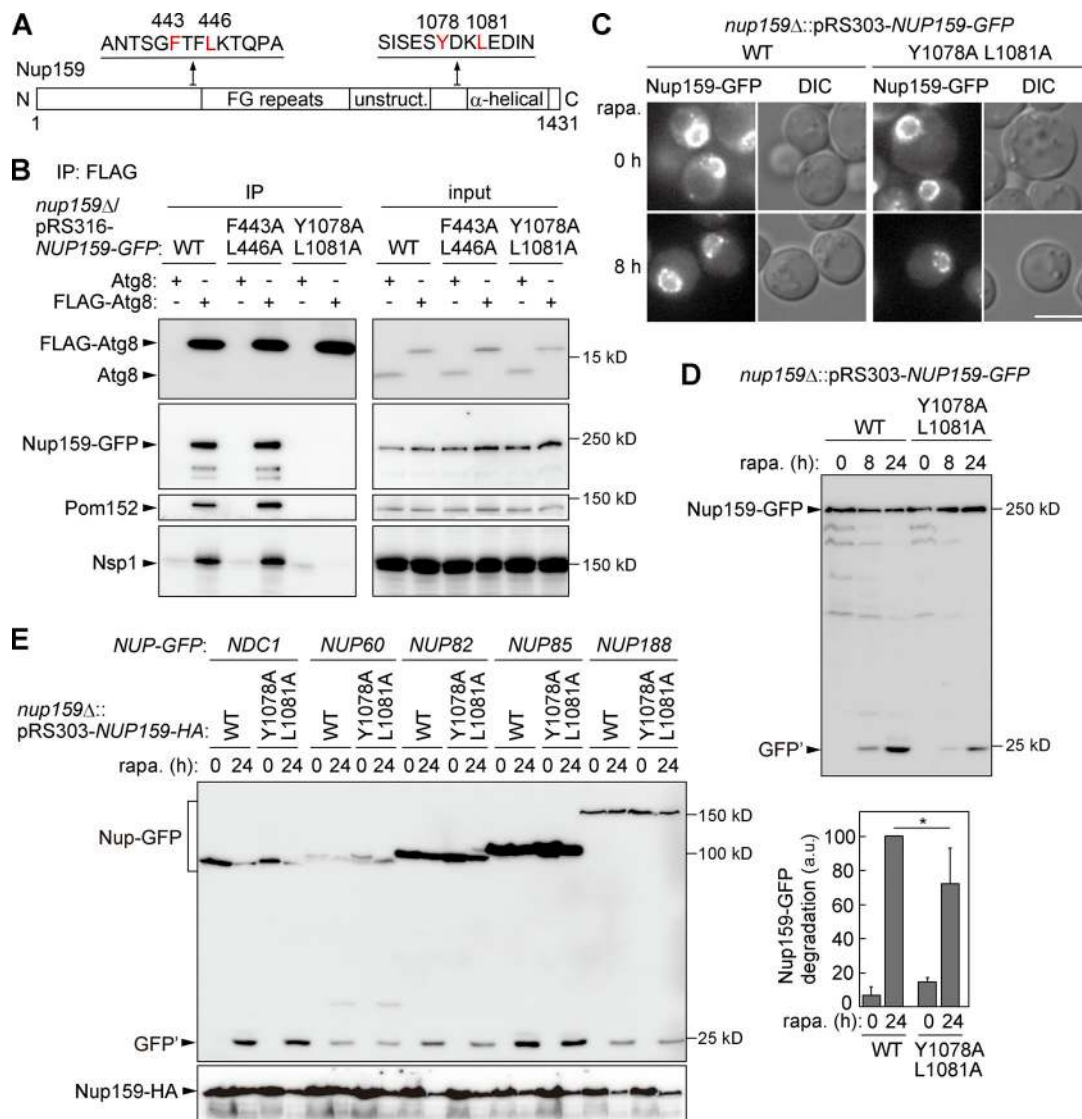 A
443 446 1078 1081
ANTSGFTFLKTQPA SISESYDKLEDIN
Nup159
N FG repeats unstruct. α-helical C
1 1431
B IP: FLAG
IP input
nup159Δ/
pRS316-
NUP159-GFP: WT F443A L446A Y1078A L1081A WT F443A L446A Y1078A L1081A
Atg8: + - + - + - + - + - + -
FLAG-Atg8: - + - + - + - + - + - +
FLAG-Atg8
15 kD
Atg8
Nup159-GFP 250 kD
Pom152 150 kD
Nsp1 150 kD
C
nup159Δ::pRS303-NUP159-GFP
WT Y1078A L1081A
Nup159-GFP DIC Nup159-GFP DIC
rapa.
0 h
8 h
D
nup159Δ::pRS303-NUP159-GFP
WT Y1078A L1081A
rapa. (h): 0 8 24 0 8 24
Nup159-GFP 250 kD
GFP' 25 kD
Nup159-GFP degradation (a.u.)
100
80
60
40
20
0
*
rapa. (h) 0 24 0 24
WT Y1078A L1081A
E
NUP-GFP: NDC1 NUP60 NUP82 NUP85 NUP188
nup159Δ::
pRS303-NUP159-HA: WT Y1078A L1081A WT Y1078A L1081A WT Y1078A L1081A WT Y1078A L1081A WT Y1078A L1081A
rapa. (h): 0 24 0 24 0 24 0 24 0 24 0 24 0 24 0 24 0 24 0 24
Nup-GFP
150 kD
100 kD
GFP' 25 kD
Nup159-HA